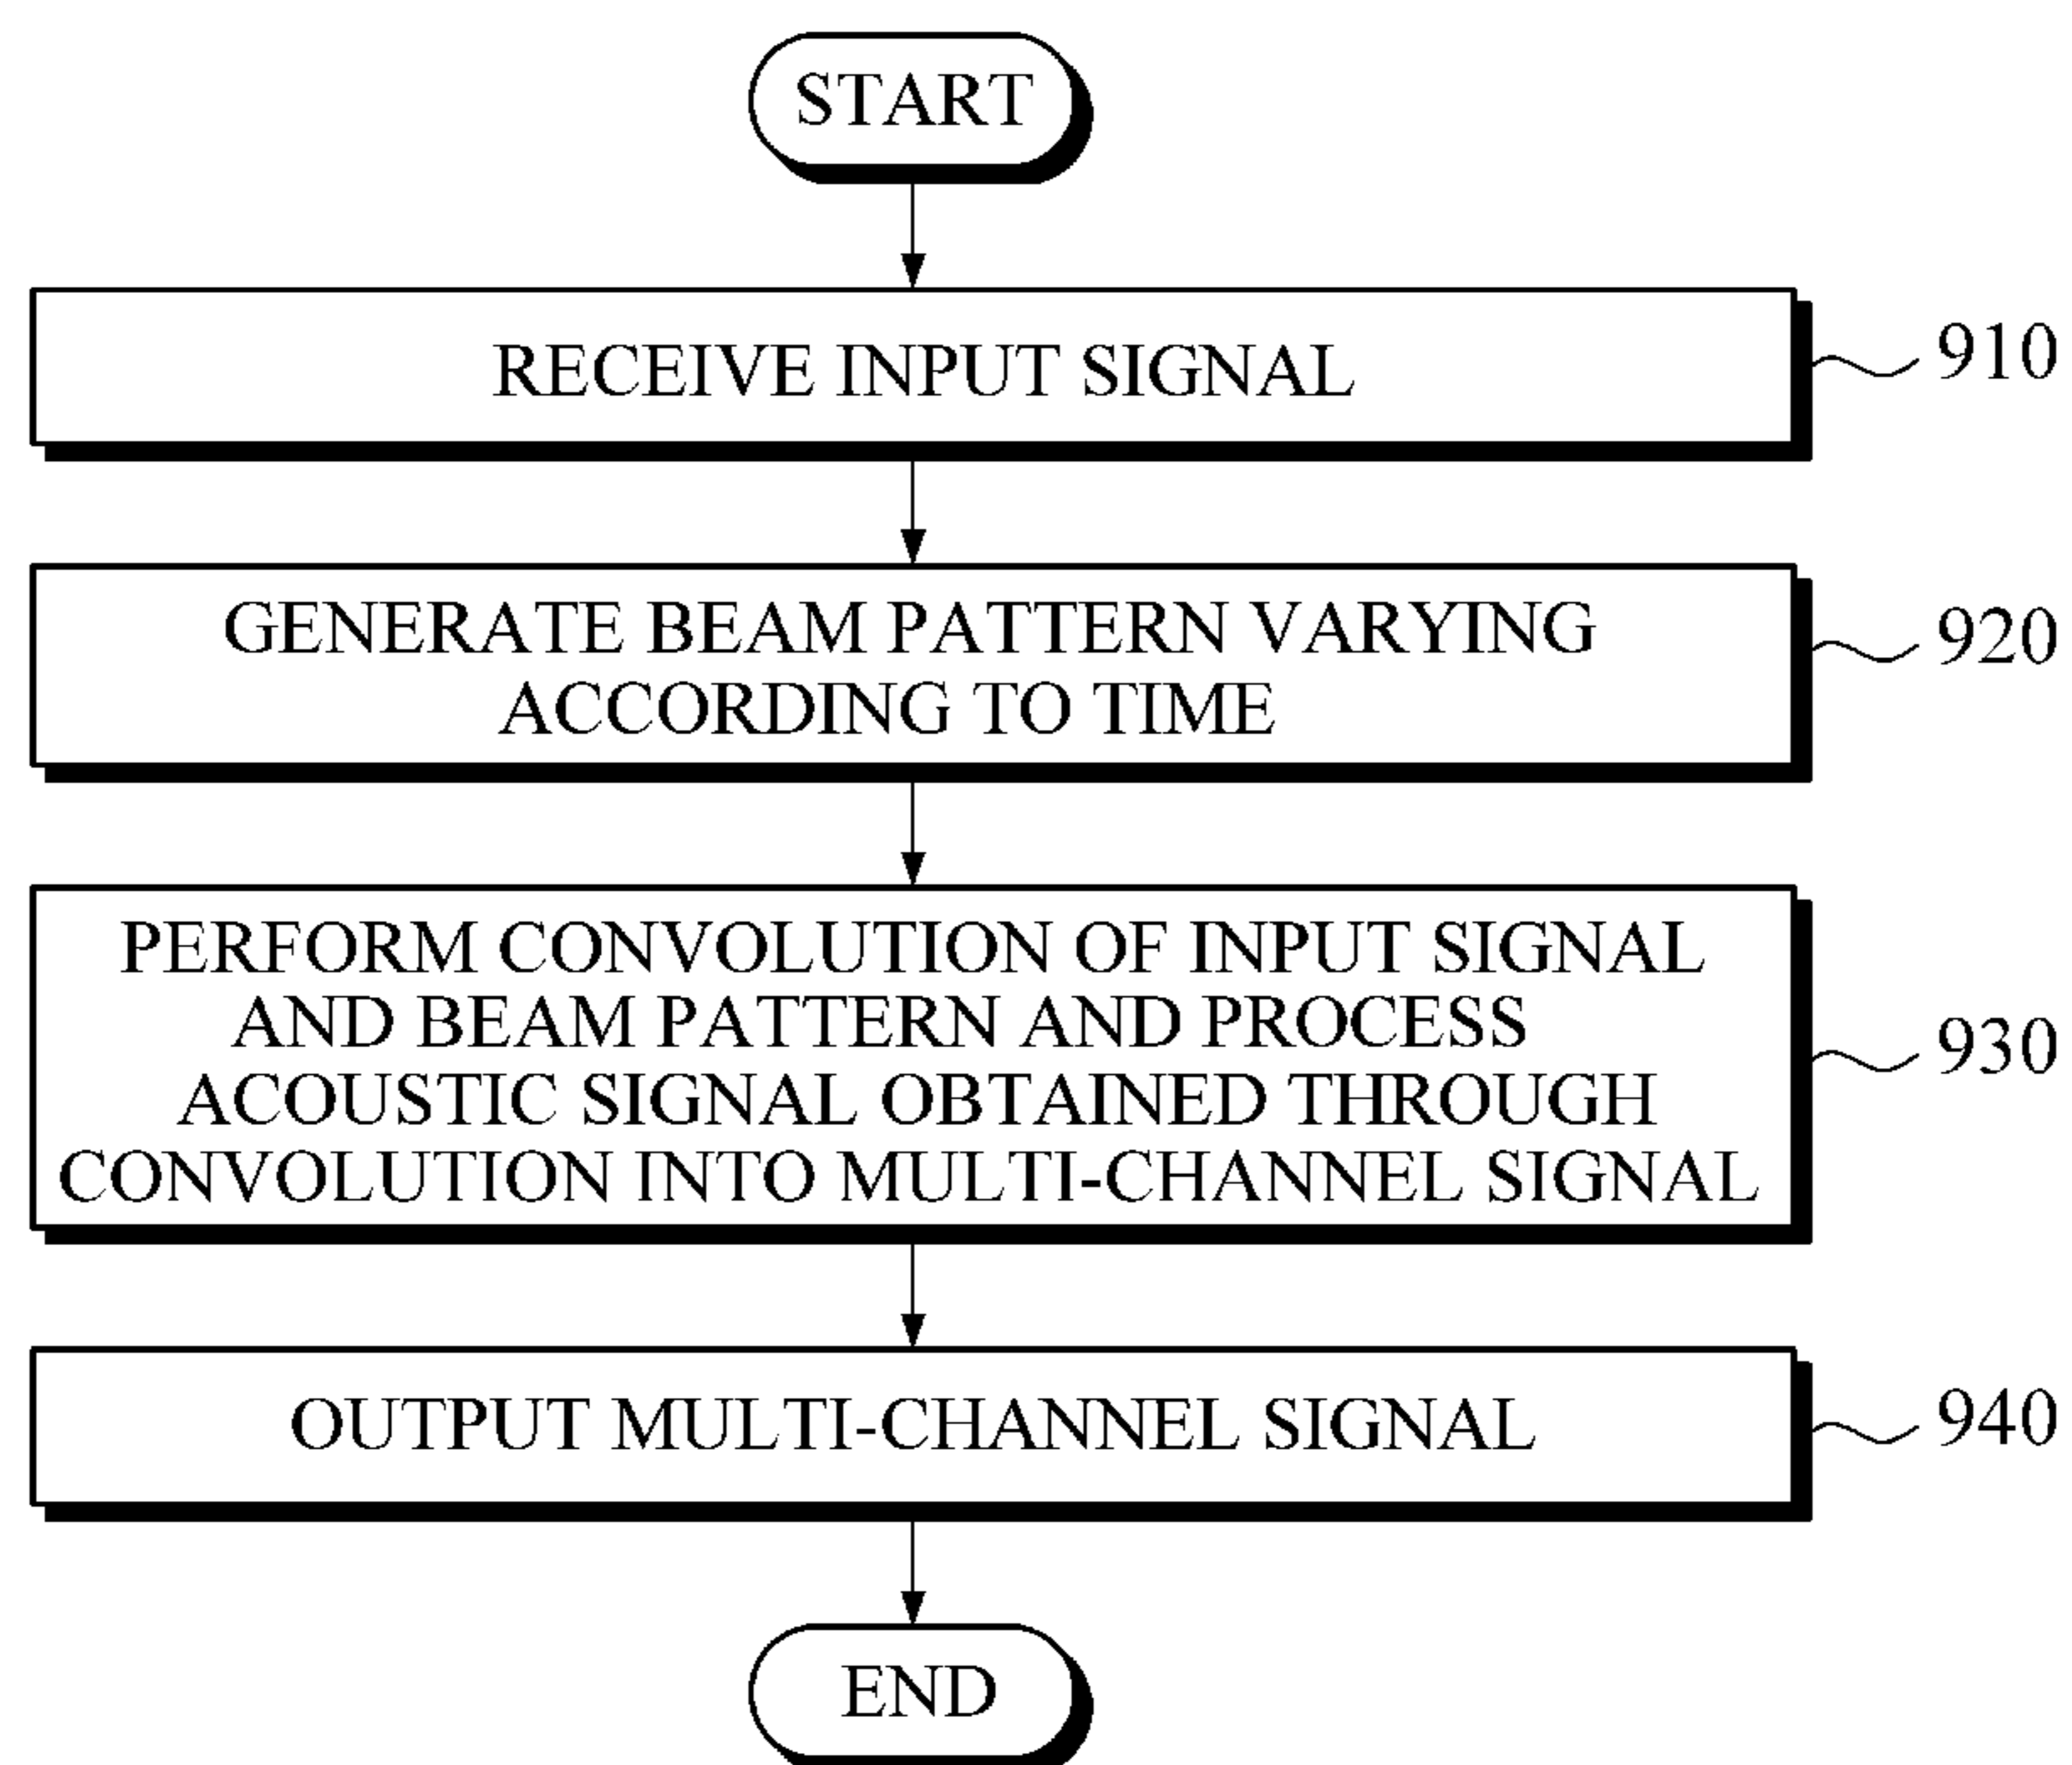 START
RECEIVE INPUT SIGNAL
910
GENERATE BEAM PATTERN VARYING
ACCORDING TO TIME
920
PERFORM CONVOLUTION OF INPUT SIGNAL
AND BEAM PATTERN AND PROCESS
ACOUSTIC SIGNAL OBTAINED THROUGH
CONVOLUTION INTO MULTI-CHANNEL SIGNAL
930
OUTPUT MULTI-CHANNEL SIGNAL
940
END